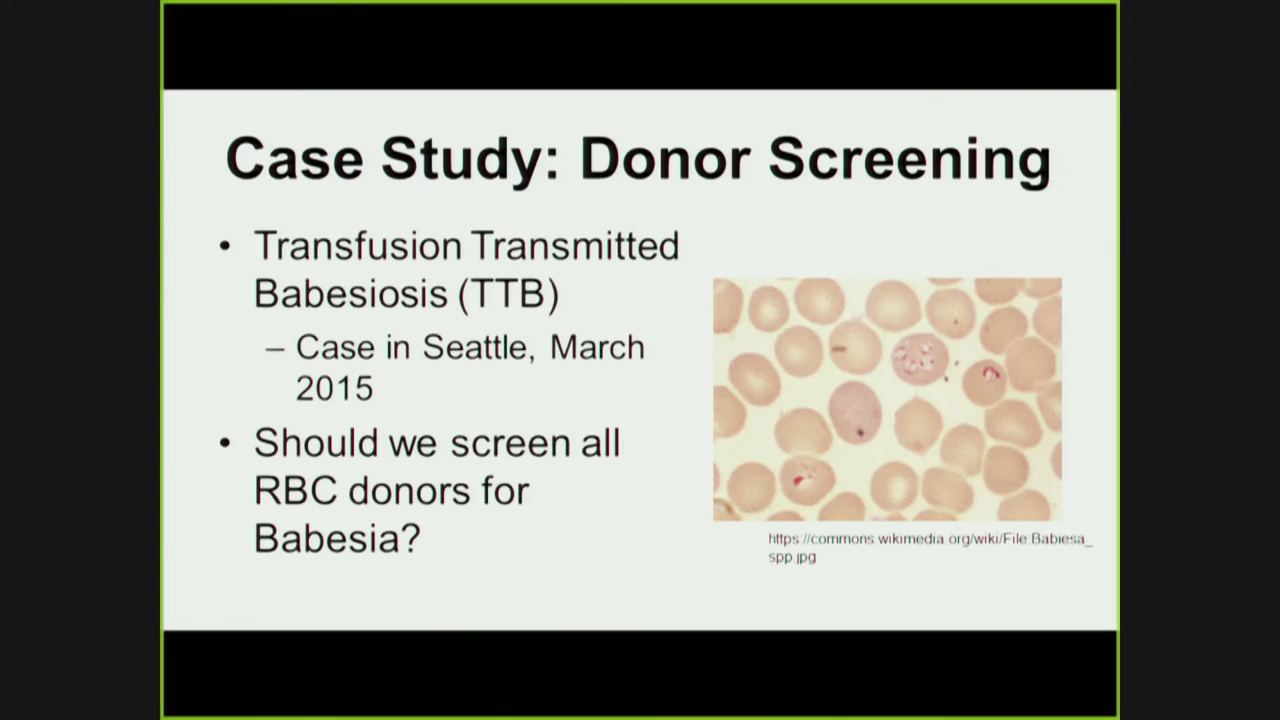 Case Study: Donor Screening
• Transfusion Transmitted
Babesiosis (TTB)
– Case in Seattle, March
2015
• Should we screen all
RBC donors for
Babesia?
https://commons.wikimedia.org/wiki/File:Babiesa_
spp.jpg